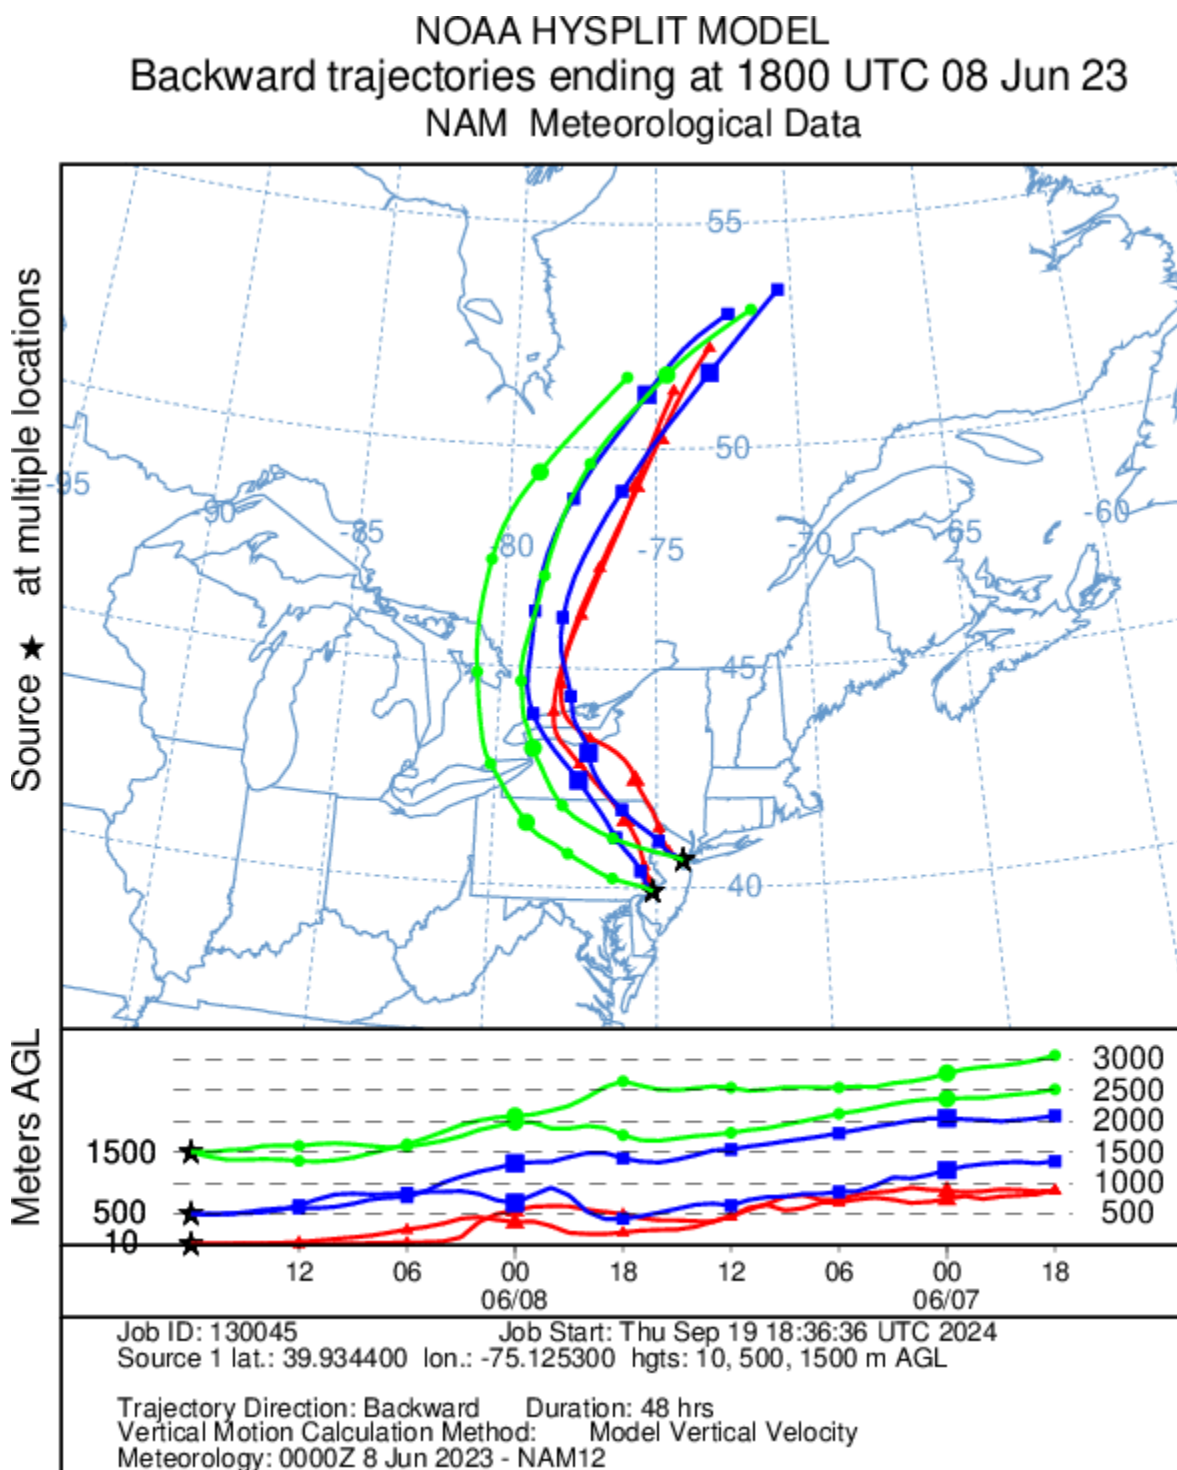 NOAA HYSPLIT MODEL
Backward trajectories ending at 1800 UTC 08 Jun 23
NAM Meteorological Data
Source ★ at multiple locations
55
50
-95
-90
-85
-80
-75
-70
-65
-60
45
40
Meters AGL
1500
500
10
3000
2500
2000
1500
1000
500
12 06 00 18 12 06 00 18
06/08 06/07
Job ID: 130045 Job Start: Thu Sep 19 18:36:36 UTC 2024
Source 1 lat.: 39.934400 lon.: -75.125300 hgts: 10, 500, 1500 m AGL
Trajectory Direction: Backward Duration: 48 hrs
Vertical Motion Calculation Method: Model Vertical Velocity
Meteorology: 0000Z 8 Jun 2023 - NAM12